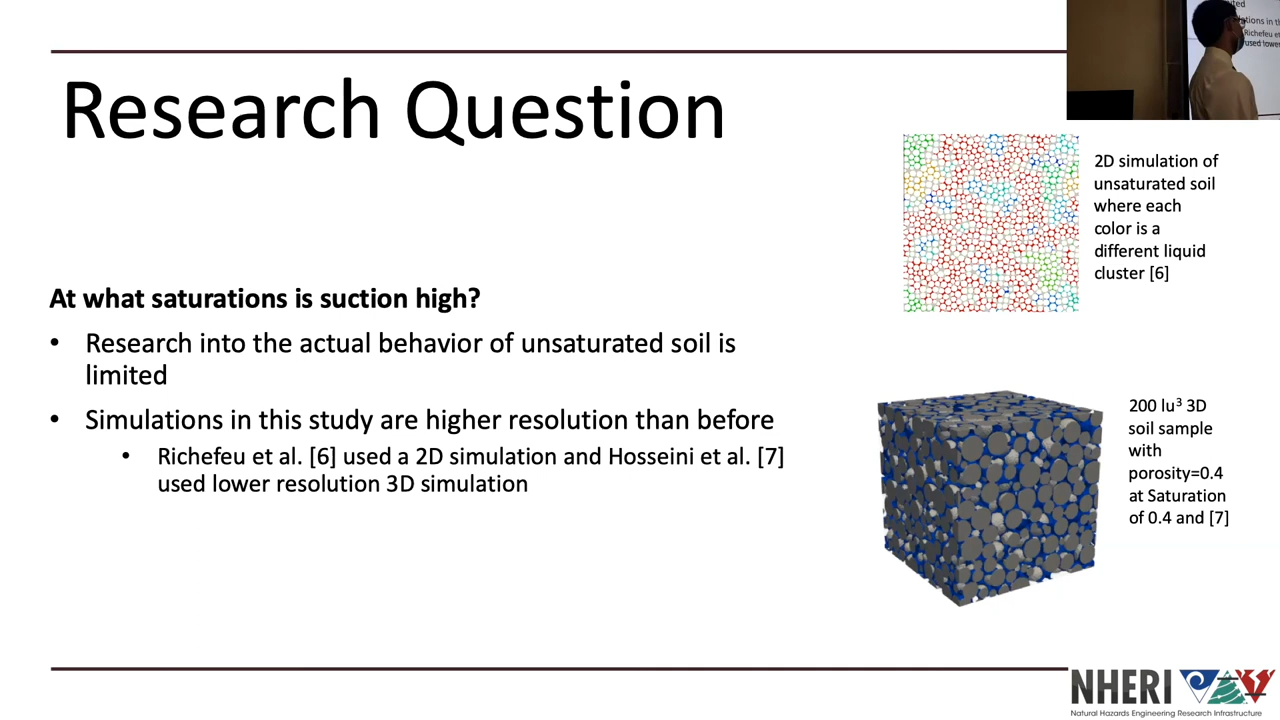 Research Question
At what saturations is suction high?
• Research into the actual behavior of unsaturated soil is
limited
• Simulations in this study are higher resolution than before
• Richefeu et al. [6] used a 2D simulation and Hosseini et al. [7]
used lower resolution 3D simulation
2D simulation of
unsaturated soil
where each
color is a
different liquid
cluster [6]
200 lu³ 3D
soil sample
with
porosity=0.4
at Saturation
of 0.4 and [7]
NHERI
Natural Hazards Engineering Research Infrastructure
Richefeu et
used lower